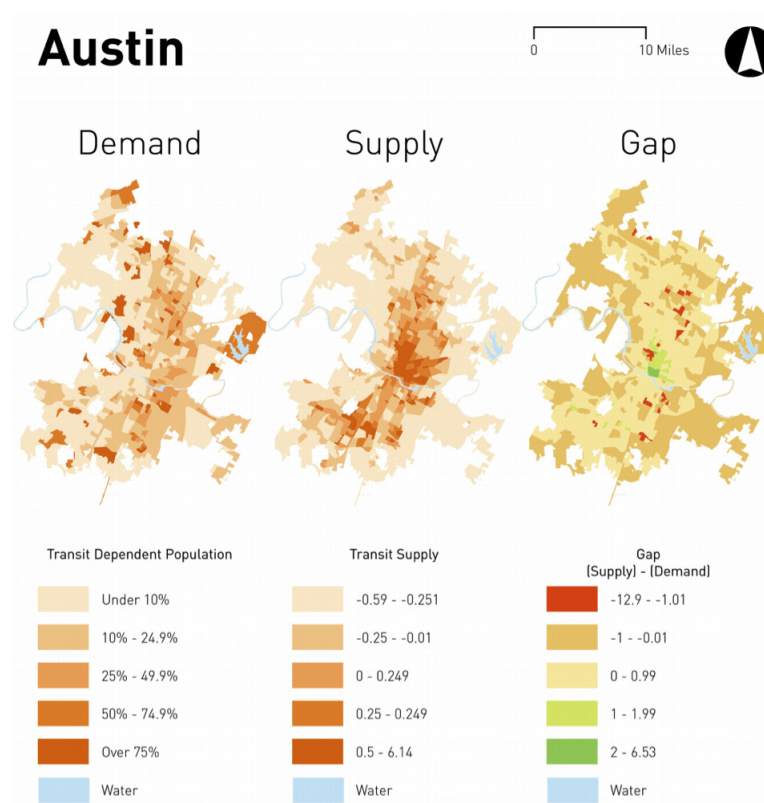 Austin
0 10 Miles
Demand Supply Gap
Transit Dependent Population
Under 10%
10% - 24.9%
25% - 49.9%
50% - 74.9%
Over 75%
Water
Transit Supply
-0.59 - -0.251
-0.25 - -0.01
0 - 0.249
0.25 - 0.249
0.5 - 6.14
Water
Gap
(Supply) - (Demand)
-12.9 - -1.01
-1 - -0.01
0 - 0.99
1 - 1.99
2 - 6.53
Water